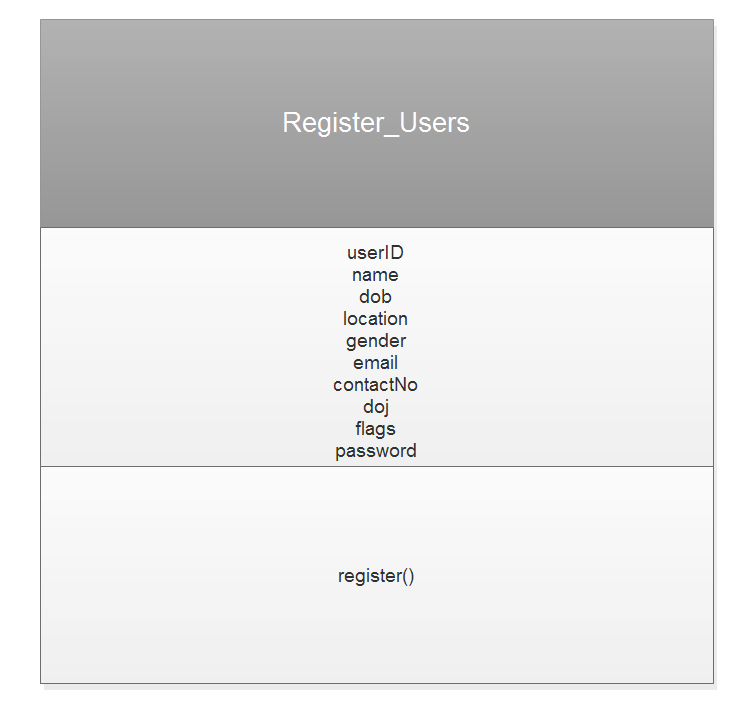 Register_Users
userID
name
dob
location
gender
email
contactNo
doj
flags
password
register()